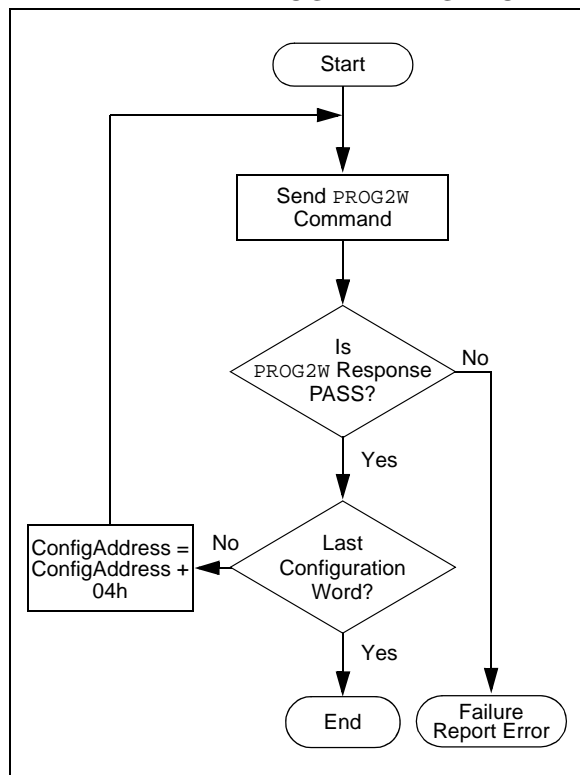 Start
Send PROG2W
Command
Is
PROG2W Response
PASS?
No
Yes
ConfigAddress =
ConfigAddress +
04h
No
Last
Configuration
Word?
Yes
End
Failure
Report Error